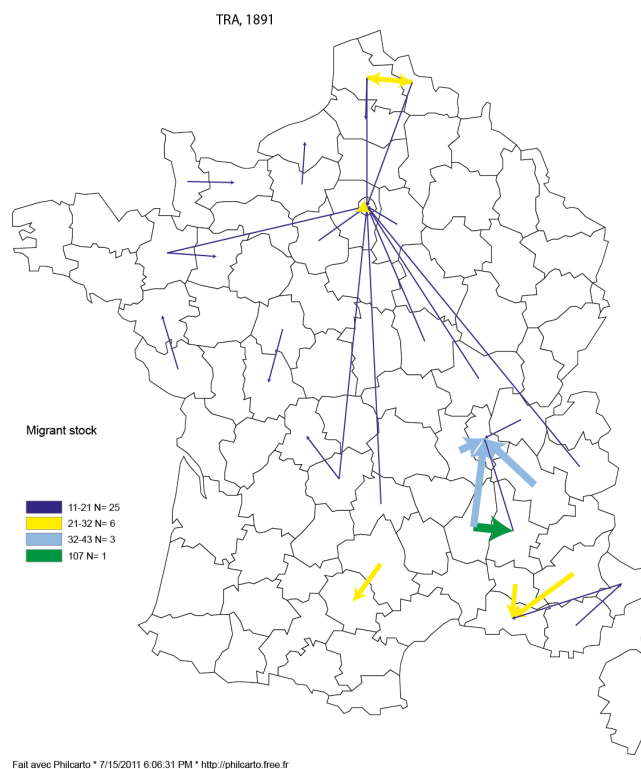 TRA, 1891
Migrant stock
11-21 N= 25
21-32 N= 6
32-43 N= 3
107 N= 1
Fait avec Philcarto * 7/15/2011 6:06:31 PM * http://philcarto.free.fr